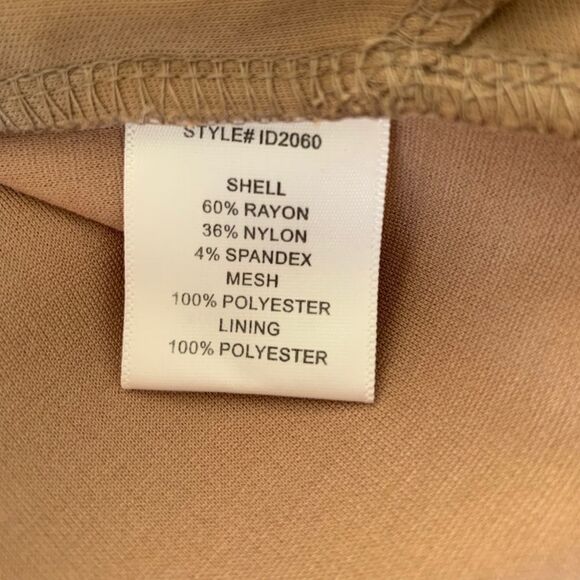 STYLE# ID2060
SHELL
60% RAYON
36% NYLON
4% SPANDEX
MESH
100% POLYESTER
LINING
100% POLYESTER